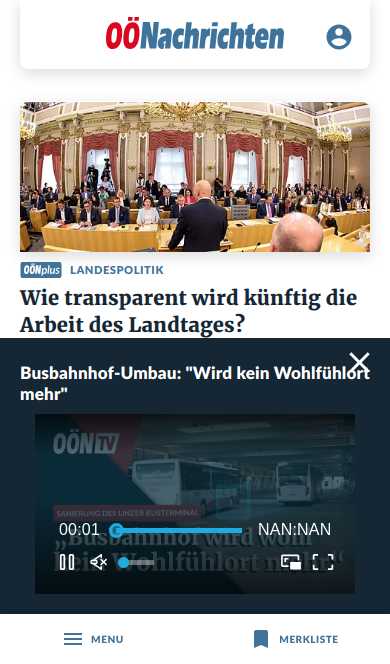 OÖNachrichten
OÖNplus LANDESPOLITIK
Wie transparent wird künftig die
Arbeit des Landtages?
Busbahnhof-Umbau: "Wird kein Wohlfühlort
mehr"
OÖN TV
SANIERUNG DES LINZER BUSTERMINAL
00:01 NAN:NAN
„Busbahnhof wird wohl
kein Wohlfühlort mehr“
MENU MERKLISTE